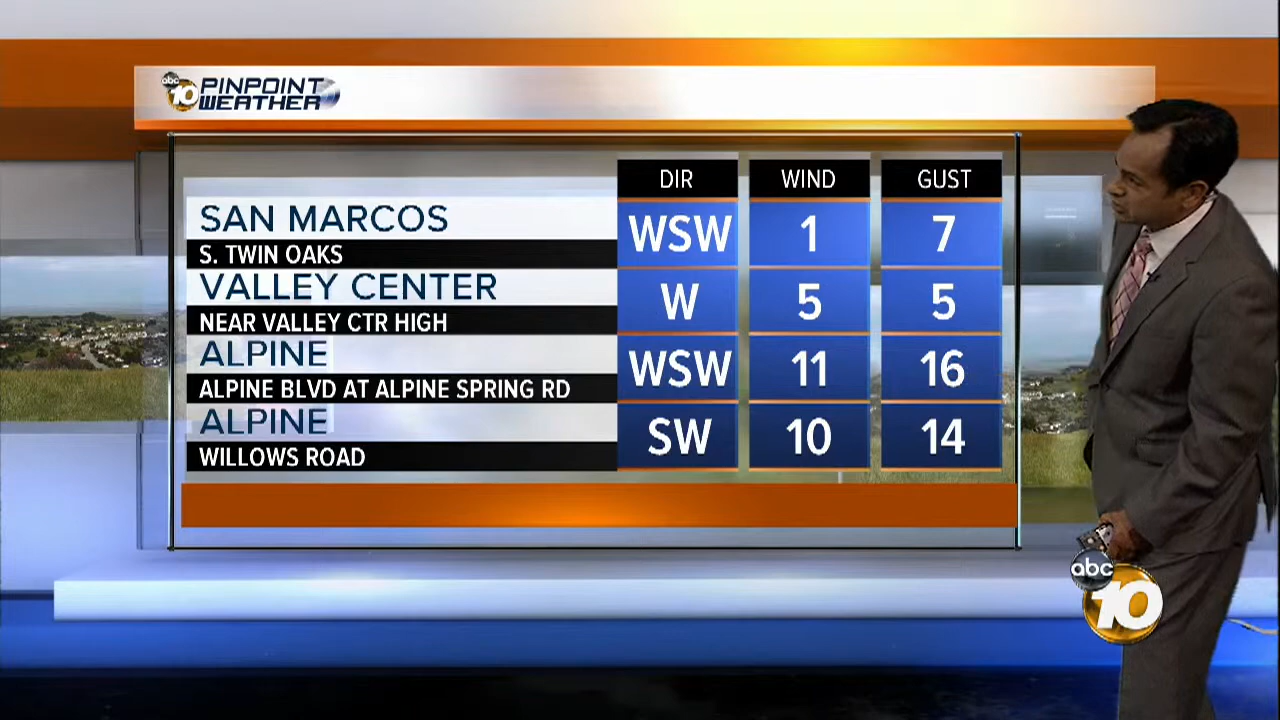 abc 10 PINPOINT
WEATHER
DIR WIND GUST
SAN MARCOS
S. TWIN OAKS
WSW 1 7
VALLEY CENTER
NEAR VALLEY CTR HIGH
W 5 5
ALPINE
ALPINE BLVD AT ALPINE SPRING RD
WSW 11 16
ALPINE
WILLOWS ROAD
SW 10 14
abc
10